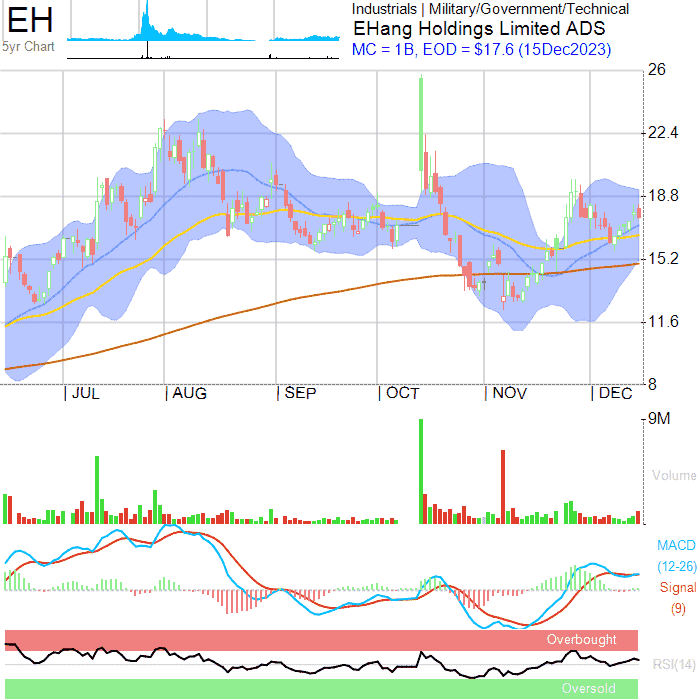 EH
5yr Chart
Industrials | Military/Government/Technical
EHang Holdings Limited ADS
MC = 1B, EOD = $17.6 (15Dec2023)
26
22.4
18.8
15.2
11.6
8
JUL
AUG
SEP
OCT
NOV
DEC
9M
Volume
MACD
(12-26)
Signal
(9)
Overbought
RSI(14)
Oversold